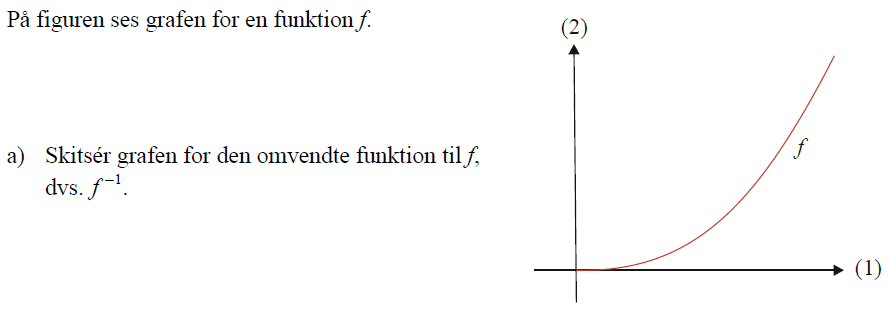 På figuren ses grafen for en funktion f.
(2)
f
a) Skitsér grafen for den omvendte funktion til f,
dvs. f⁻¹.
(1)